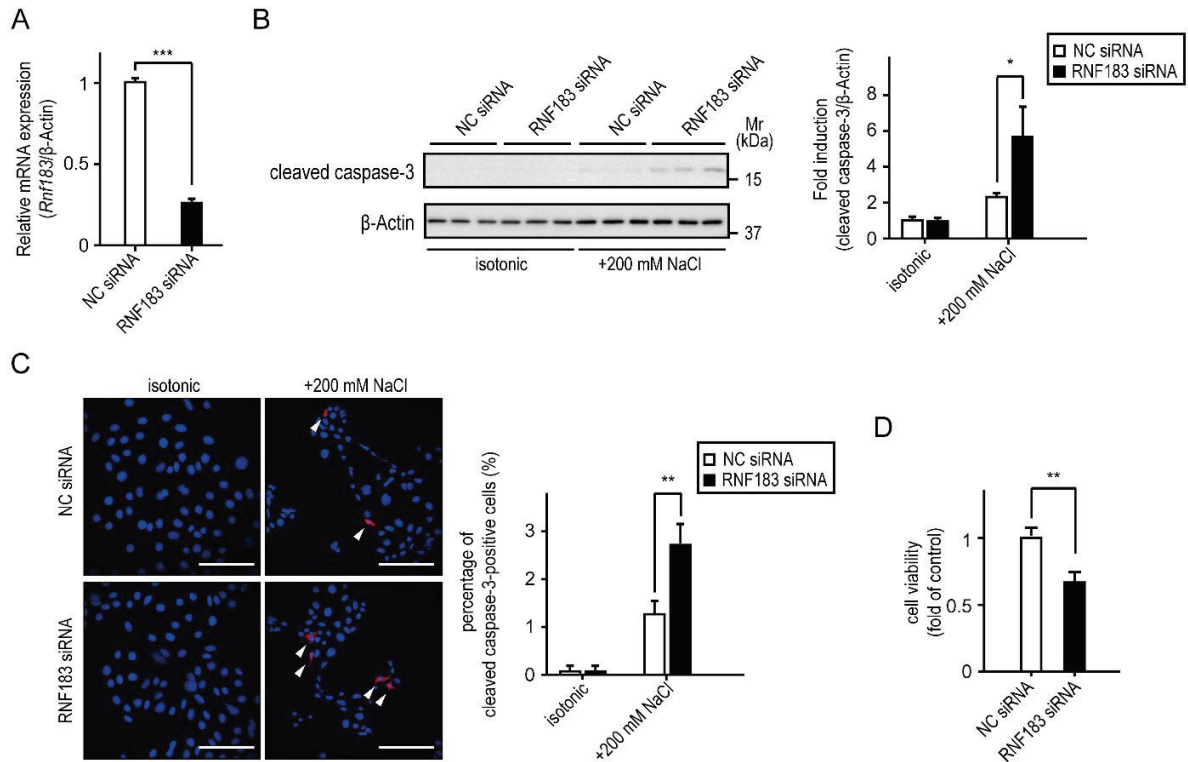 A
Relative mRNA expression
(Rnf183/β-Actin)
1
0.5
0
***
NC siRNA
RNF183 siRNA
B
NC siRNA
RNF183 siRNA
NC siRNA
RNF183 siRNA
Mr
(kDa)
cleaved caspase-3
15
β-Actin
37
isotonic
+200 mM NaCl
NC siRNA
RNF183 siRNA
Fold induction
(cleaved caspase-3/β-Actin)
8
6
4
2
0
*
isotonic
+200 mM NaCl
C
isotonic
+200 mM NaCl
NC siRNA
RNF183 siRNA
NC siRNA
RNF183 siRNA
percentage of
cleaved caspase-3-positive cells (%)
3
2
1
0
**
isotonic
+200 mM NaCl
D
cell viability
(fold of control)
1
0.5
0
**
NC siRNA
RNF183 siRNA